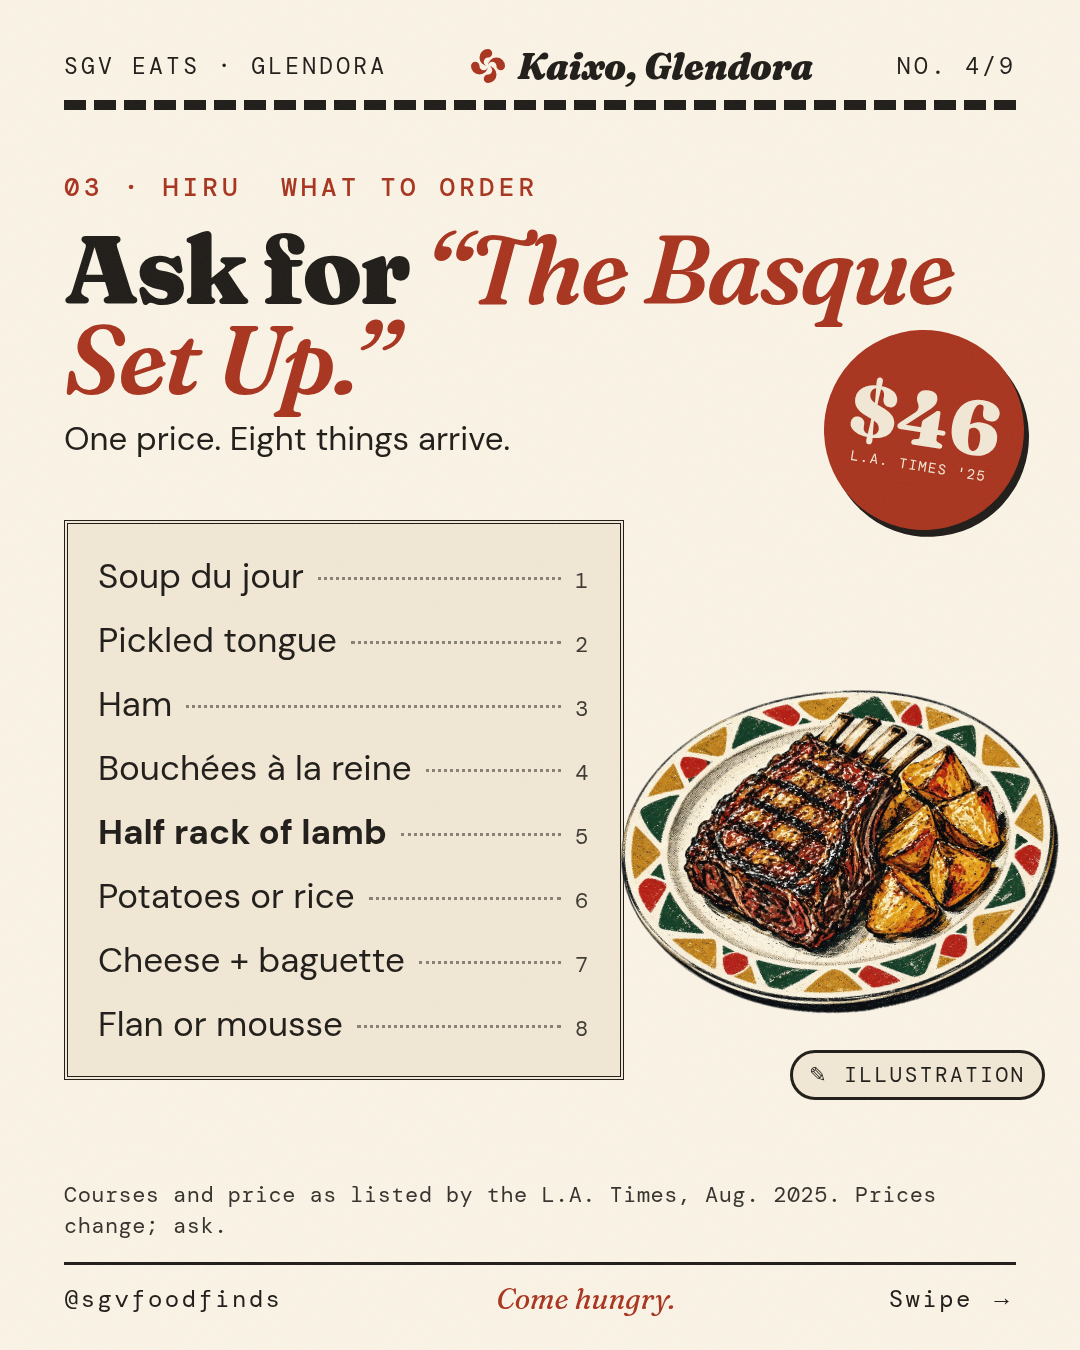 SGV EATS · GLENDORA
Kaixo, Glendora
NO. 4/9
03 · HIRU WHAT TO ORDER
Ask for “The Basque
Set Up.”
One price. Eight things arrive.
$46
L.A. TIMES '25
Soup du jour 1
Pickled tongue 2
Ham 3
Bouchées à la reine 4
Half rack of lamb 5
Potatoes or rice 6
Cheese + baguette 7
Flan or mousse 8
✎ ILLUSTRATION
Courses and price as listed by the L.A. Times, Aug. 2025. Prices
change; ask.
@sgvfoodfinds
Come hungry.
Swipe →